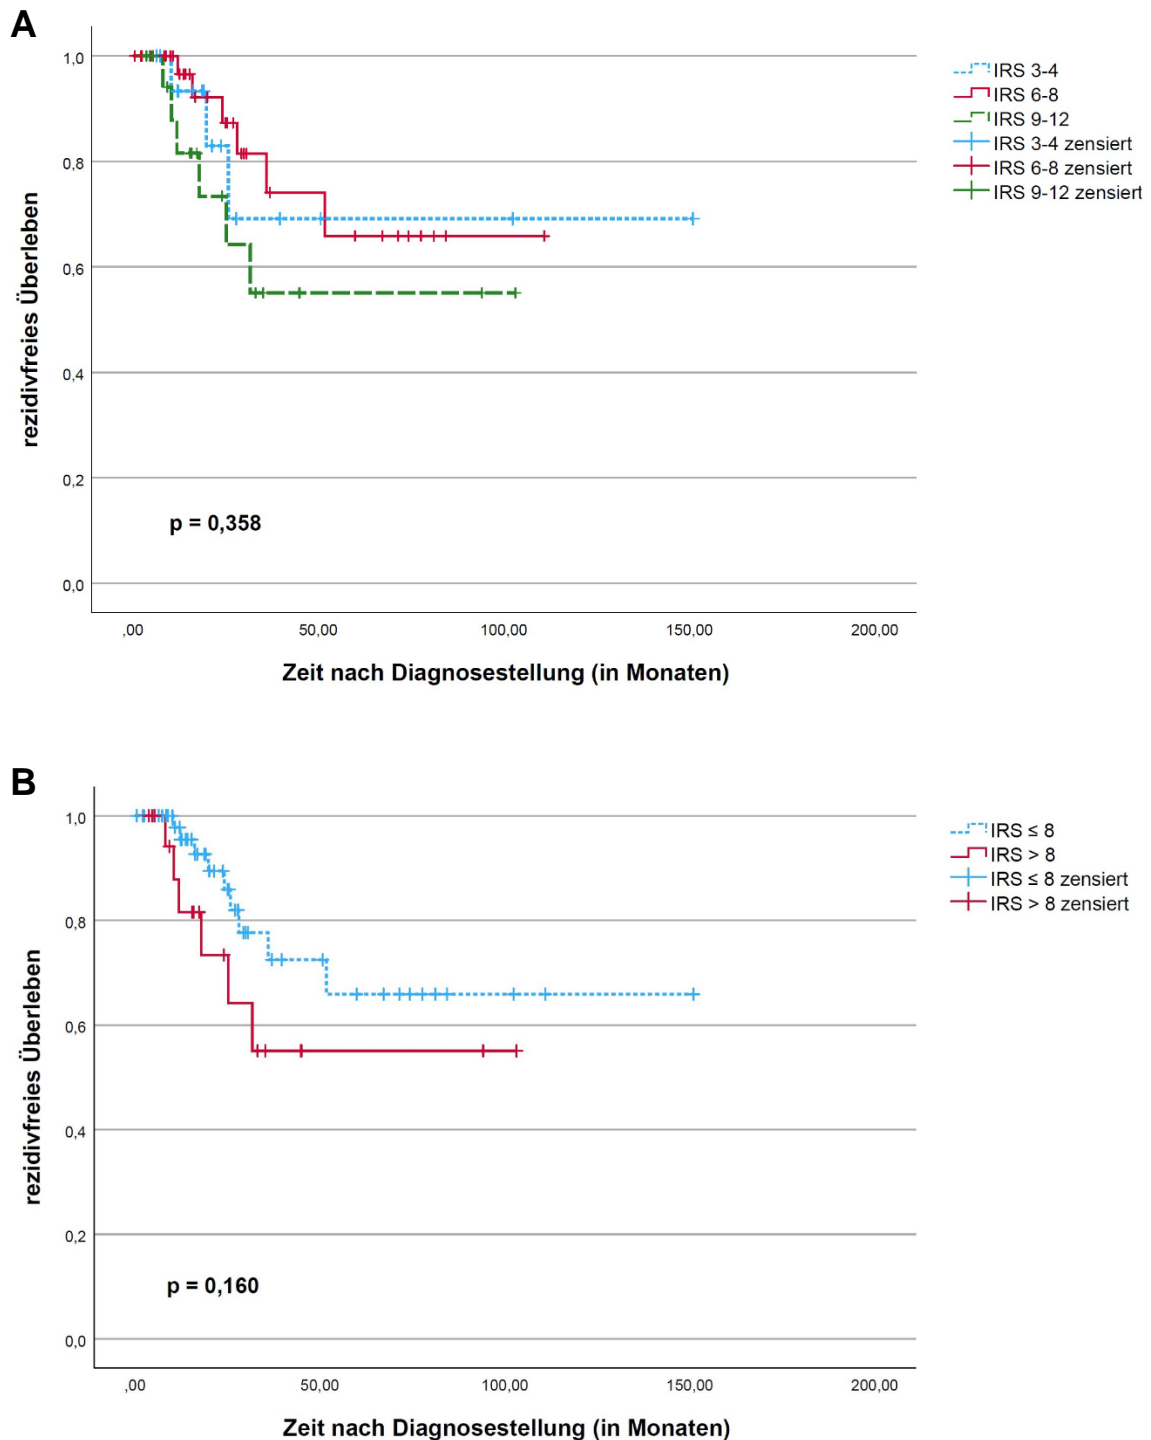 A
1,0
0,8
0,6
0,4
0,2
0,0
rezidivfreies Überleben
p = 0,358
,00 50,00 100,00 150,00 200,00
Zeit nach Diagnosestellung (in Monaten)
IRS 3-4
IRS 6-8
IRS 9-12
IRS 3-4 zensiert
IRS 6-8 zensiert
IRS 9-12 zensiert
B
1,0
0,8
0,6
0,4
0,2
0,0
rezidivfreies Überleben
p = 0,160
,00 50,00 100,00 150,00 200,00
Zeit nach Diagnosestellung (in Monaten)
IRS ≤ 8
IRS > 8
IRS ≤ 8 zensiert
IRS > 8 zensiert